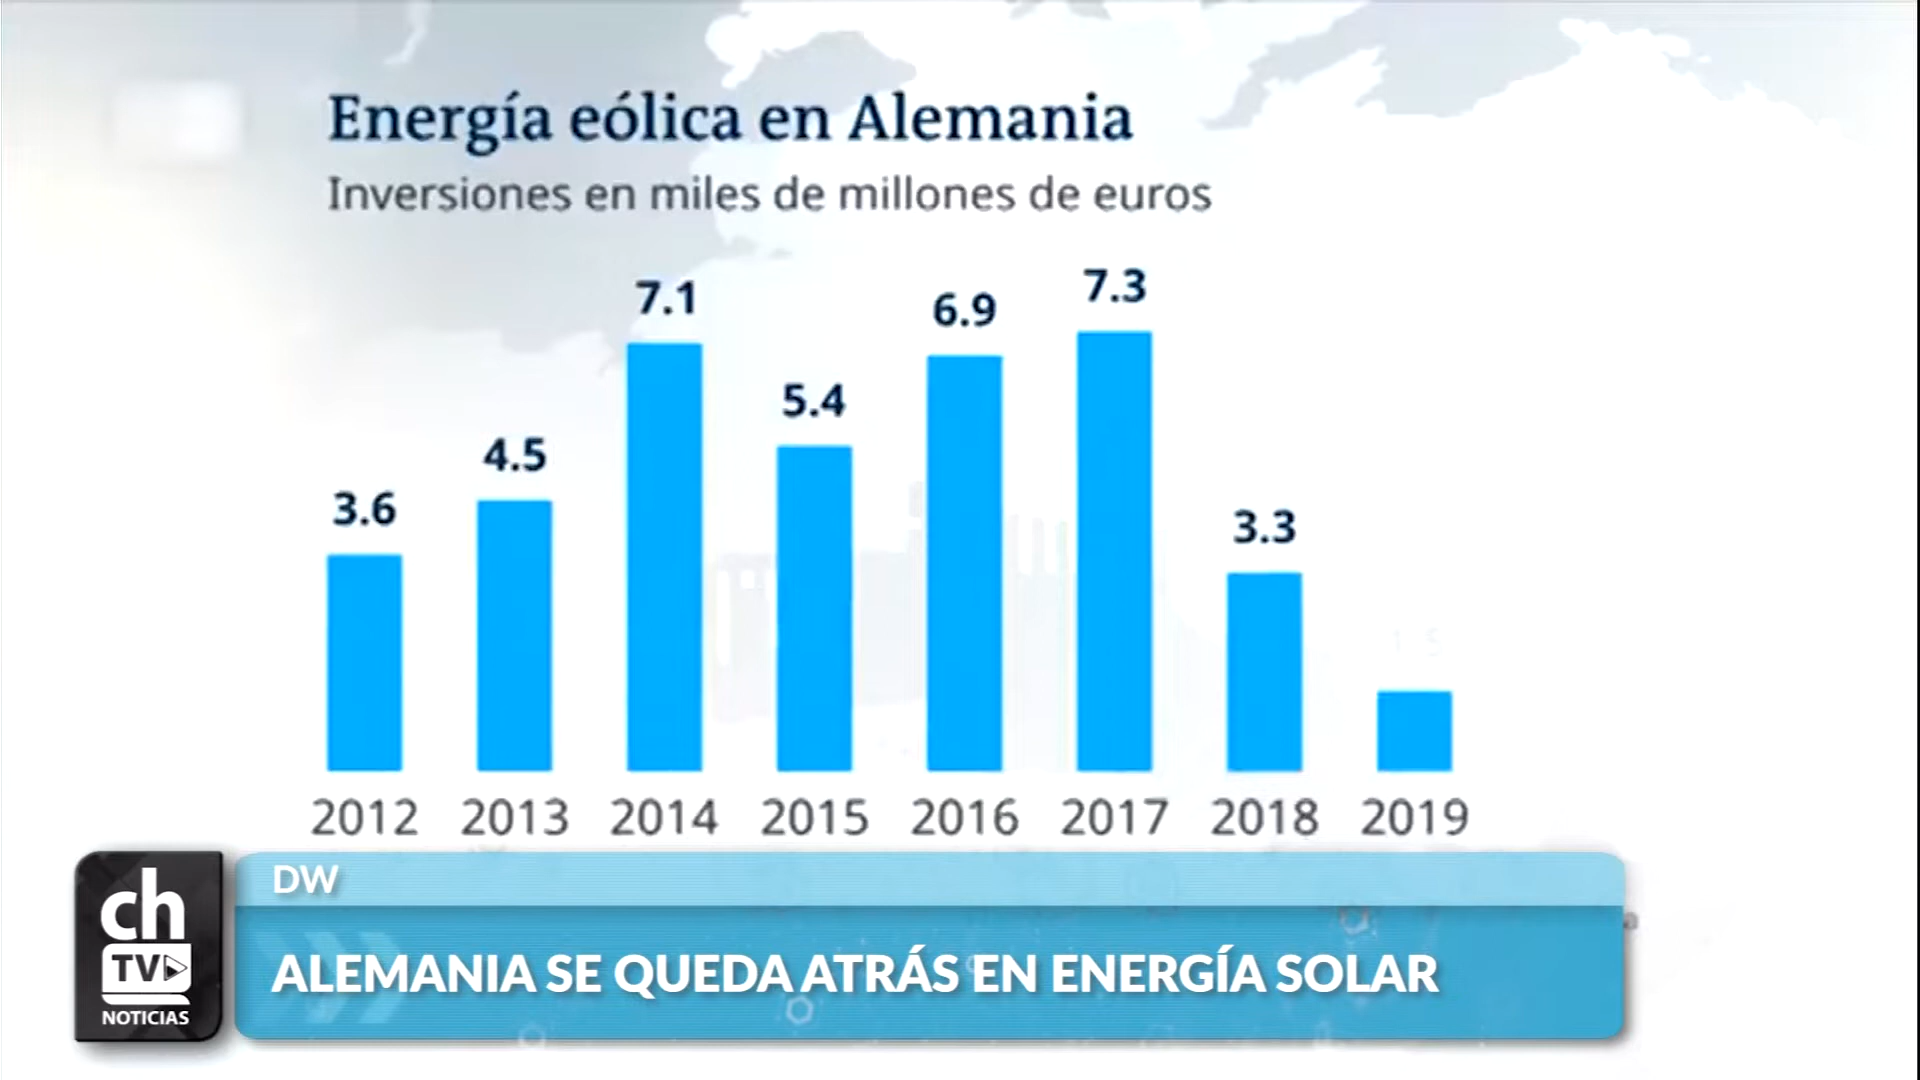 Energía eólica en Alemania
Inversiones en miles de millones de euros
3.6
4.5
7.1
5.4
6.9
7.3
3.3
2012 2013 2014 2015 2016 2017 2018 2019
DW
ALEMANIA SE QUEDA ATRÁS EN ENERGÍA SOLAR
ch
TV
NOTICIAS